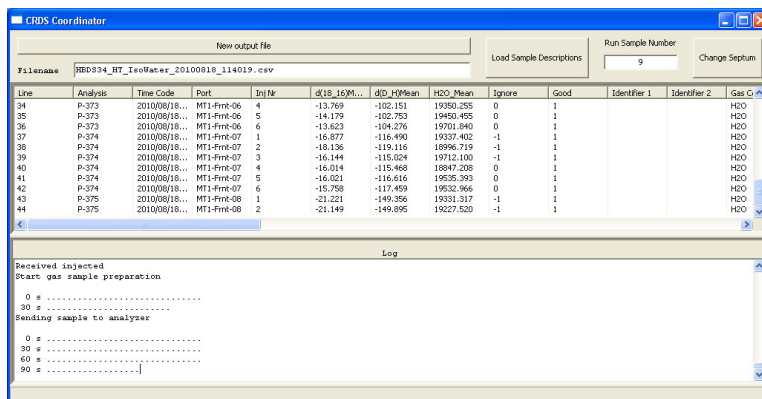 CRDS Coordinator
New output file
Load Sample Descriptions
Run Sample Number
9
Change Septum
Filename HBDS34_HT_IsoWater_20100818_114019.csv
Line Analysis Time Code Port Inj Nr d(18_16)M... d(D_H)Mean H2O_Mean Ignore Good Identifier 1 Identifier 2 Gas C
34 P-373 2010/08/18... MT1-Frnt-06 4 -13.769 -102.151 19350.255 0 1 H2O
35 P-373 2010/08/18... MT1-Frnt-06 5 -14.179 -102.753 19450.455 0 1 H2O
36 P-373 2010/08/18... MT1-Frnt-06 6 -13.623 -104.276 19701.840 0 1 H2O
37 P-374 2010/08/18... MT1-Frnt-07 1 -16.877 -116.490 19337.402 -1 1 H2O
38 P-374 2010/08/18... MT1-Frnt-07 2 -18.136 -119.116 18996.719 -1 1 H2O
39 P-374 2010/08/18... MT1-Frnt-07 3 -16.144 -115.024 19712.100 -1 1 H2O
40 P-374 2010/08/18... MT1-Frnt-07 4 -16.014 -115.468 18847.208 0 1 H2O
41 P-374 2010/08/18... MT1-Frnt-07 5 -16.021 -116.616 19535.393 0 1 H2O
42 P-374 2010/08/18... MT1-Frnt-07 6 -15.758 -117.459 19532.966 0 1 H2O
43 P-375 2010/08/18... MT1-Frnt-08 1 -21.221 -149.356 19331.317 -1 1 H2O
44 P-375 2010/08/18... MT1-Frnt-08 2 -21.149 -149.895 19227.520 -1 1 H2O
Log
Received injected
Start gas sample preparation
0 s ..............................
30 s ........................
Sending sample to analyzer
0 s ..............................
30 s ..............................
60 s ..............................
90 s ..................